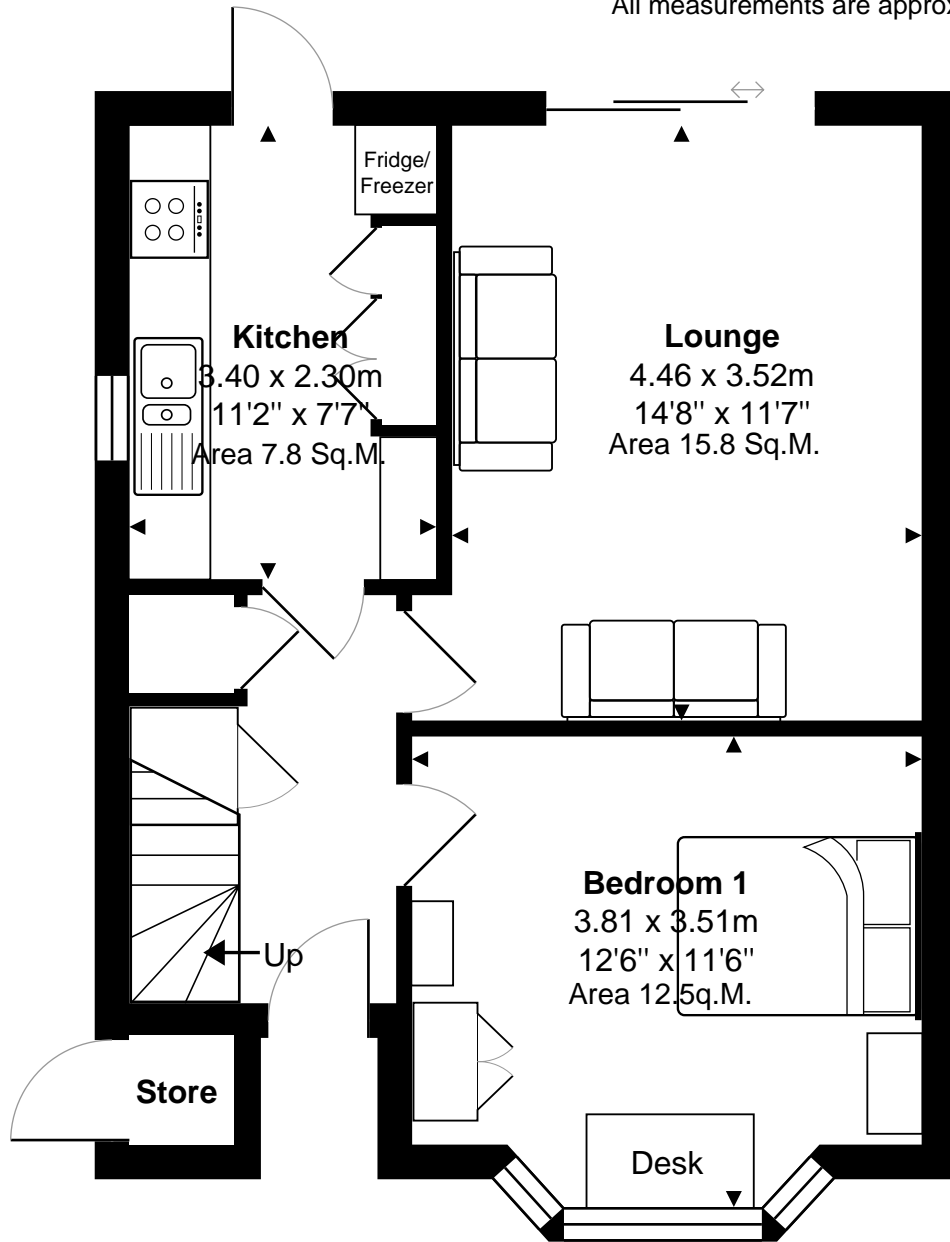 All measurements are approx
Fridge/
Freezer
Kitchen
3.40 x 2.30m
11'2" x 7'7"
Area 7.8 Sq.M.
Lounge
4.46 x 3.52m
14'8" x 11'7"
Area 15.8 Sq.M.
Bedroom 1
3.81 x 3.51m
12'6" x 11'6"
Area 12.5q.M.
Up
Store
Desk